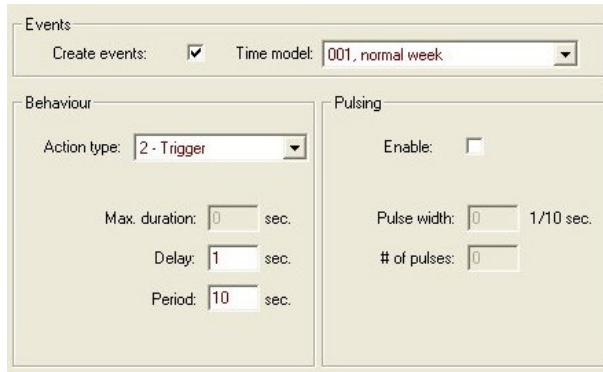 Events
Create events: Time model: 001, normal week
Behaviour
Action type: 2 - Trigger
Max. duration: 0 sec.
Delay: 1 sec.
Period: 10 sec.
Pulsing
Enable:
Pulse width: 0 1/10 sec.
# of pulses: 0